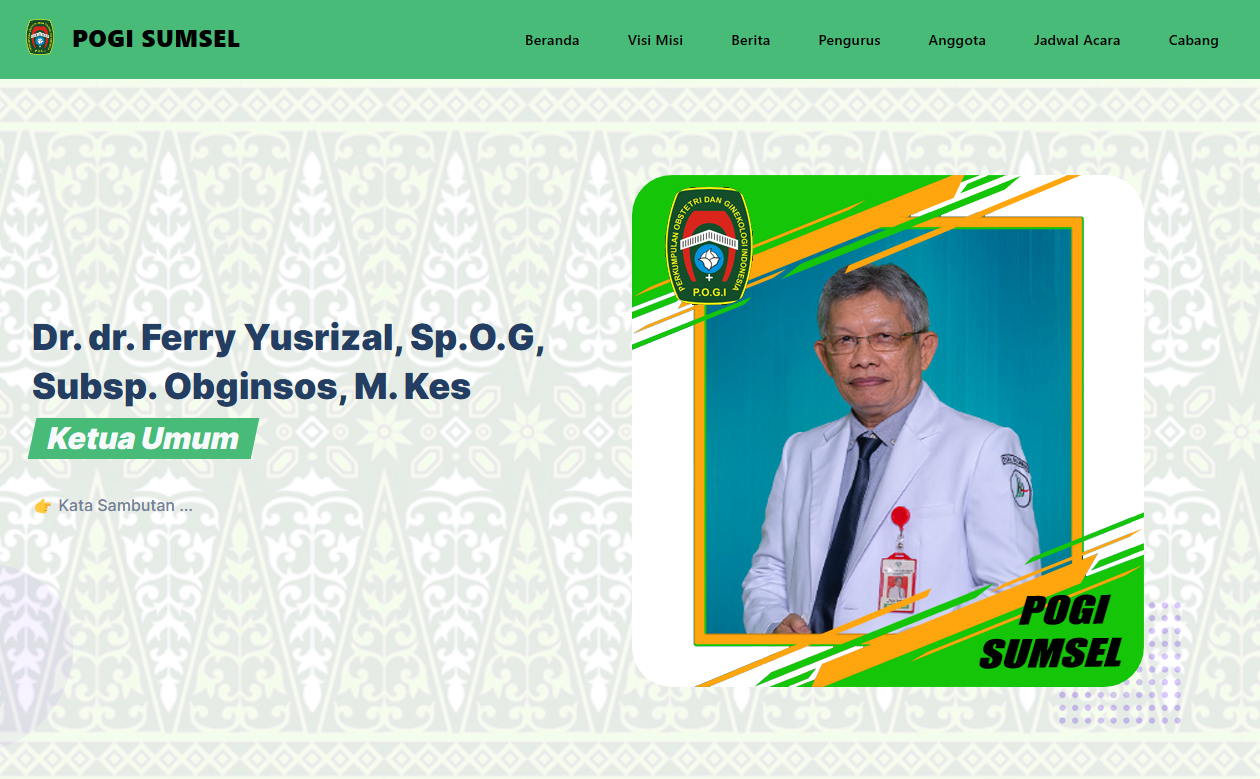 POGI SUMSEL
Beranda
Visi Misi
Berita
Pengurus
Anggota
Jadwal Acara
Cabang
Dr. dr. Ferry Yusrizal, Sp.O.G,
Subsp. Obginsos, M. Kes
Ketua Umum
👉 Kata Sambutan ...
PERKUMPULAN OBSTETRI DAN GINEKOLOGI INDONESIA
P.O.G.I
POGI
SUMSEL